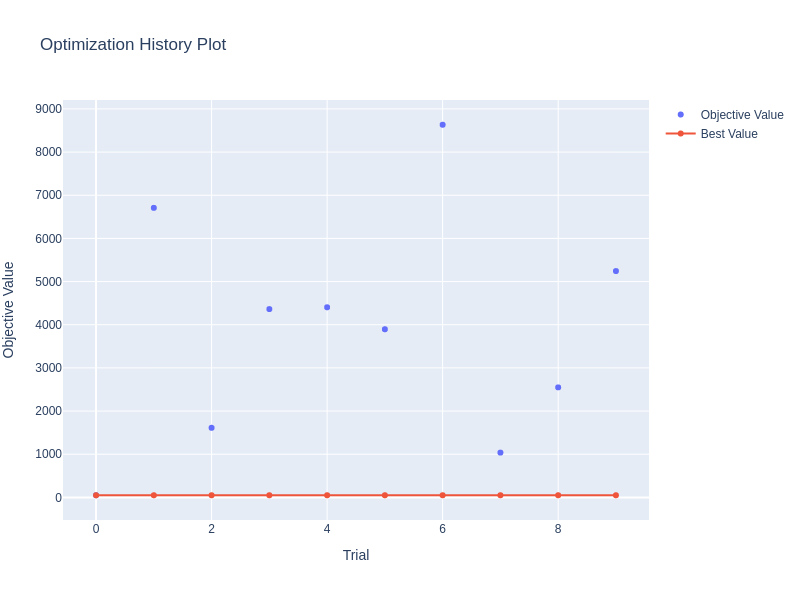 Optimization History Plot
Objective Value
Best Value
9000
8000
7000
6000
5000
4000
3000
2000
1000
0
Objective Value
0 2 4 6 8
Trial